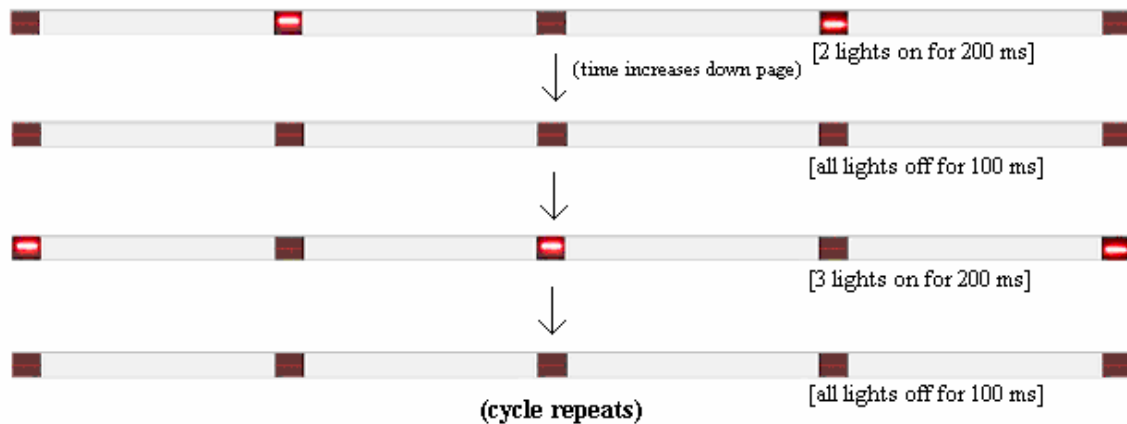 [2 lights on for 200 ms]
(time increases down page)
[all lights off for 100 ms]
[3 lights on for 200 ms]
[all lights off for 100 ms]
(cycle repeats)